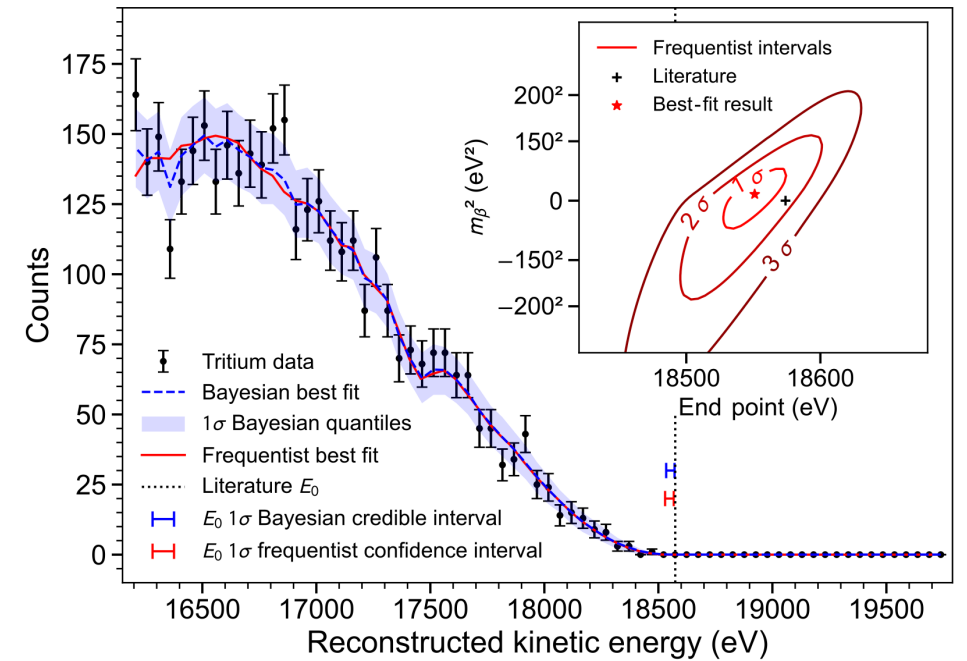 Counts
175
150
125
100
75
50
25
0
Tritium data
Bayesian best fit
1σ Bayesian quantiles
Frequentist best fit
Literature E₀
E₀ 1σ Bayesian credible interval
E₀ 1σ frequentist confidence interval
16500 17000 17500 18000 18500 19000 19500
Reconstructed kinetic energy (eV)
Frequentist intervals
Literature
Best-fit result
mᵦ² (eV²)
200²
150²
0
−150²
−200²
1 σ
2 σ
3 σ
18500 18600
End point (eV)